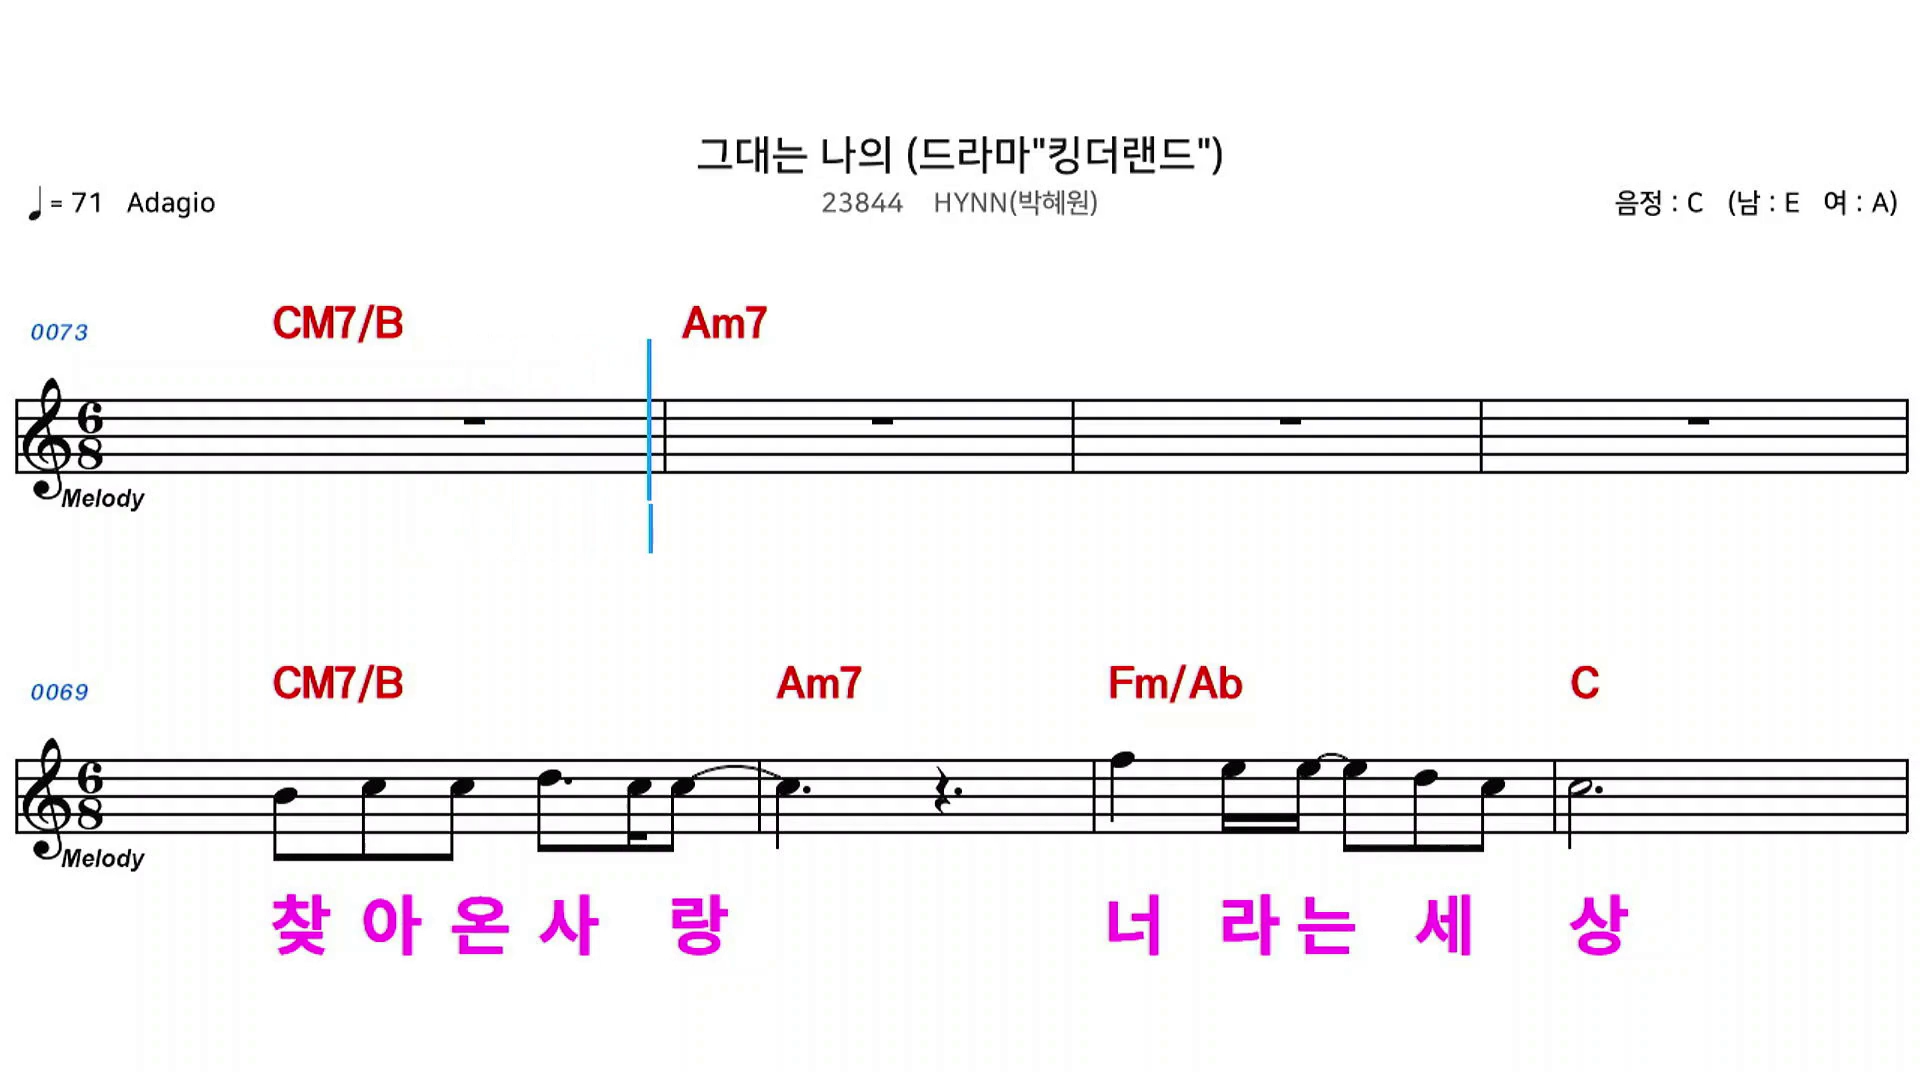 그대는 나의 (드라마"킹더랜드")
♩= 71 Adagio 23844 HYNN(박혜원) 음정 : C (남 : E 여 : A)
0073 CM7/B Am7
6 8
Melody
0069 CM7/B Am7 Fm/Ab C
6 8
Melody
찾 아 온 사 랑 너 라 는 세 상